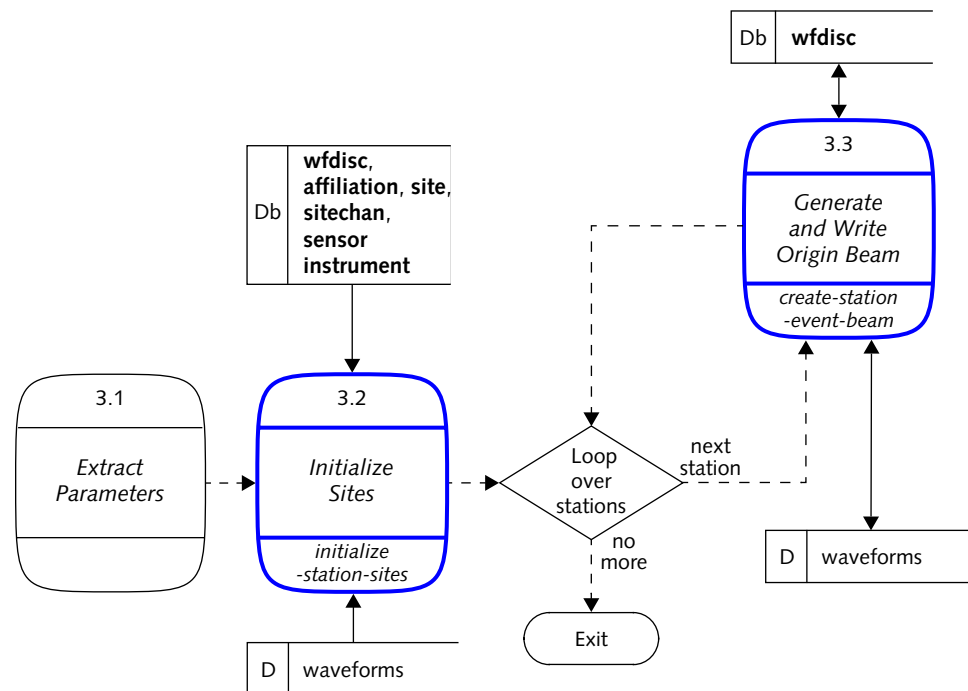 Db wfdisc
3.3
Generate
and Write
Origin Beam
create-station
-event-beam
Db
wfdisc,
affiliation, site,
sitechan,
sensor
instrument
3.1
Extract
Parameters
3.2
Initialize
Sites
initialize
-station-sites
Loop
over
stations
next
station
no
more
D waveforms
Exit
D waveforms